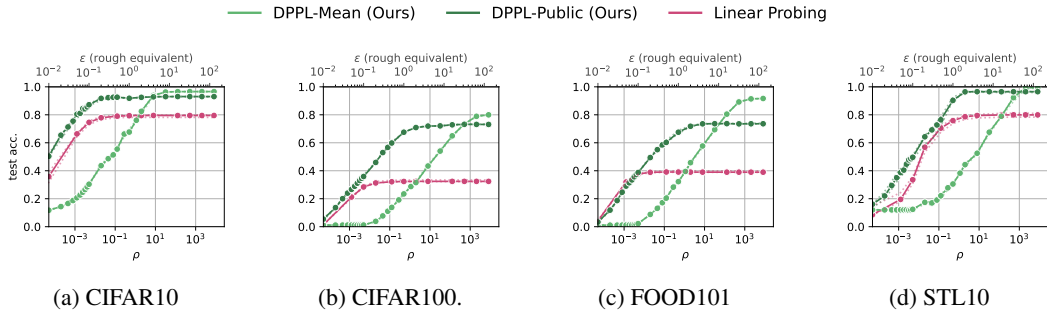 DPPL-Mean (Ours) DPPL-Public (Ours) Linear Probing
ε (rough equivalent) ε (rough equivalent) ε (rough equivalent) ε (rough equivalent)
10⁻² 10⁻¹ 10⁰ 10¹ 10² 10⁻² 10⁻¹ 10⁰ 10¹ 10² 10⁻² 10⁻¹ 10⁰ 10¹ 10² 10⁻² 10⁻¹ 10⁰ 10¹ 10²
1.0 1.0 1.0 1.0
0.8 0.8 0.8 0.8
0.6 0.6 0.6 0.6
test acc.
0.4 0.4 0.4 0.4
0.2 0.2 0.2 0.2
0.0 0.0 0.0 0.0
10⁻³ 10⁻¹ 10¹ 10³ 10⁻³ 10⁻¹ 10¹ 10³ 10⁻³ 10⁻¹ 10¹ 10³ 10⁻³ 10⁻¹ 10¹ 10³
ρ ρ ρ ρ
(a) CIFAR10 (b) CIFAR100. (c) FOOD101 (d) STL10